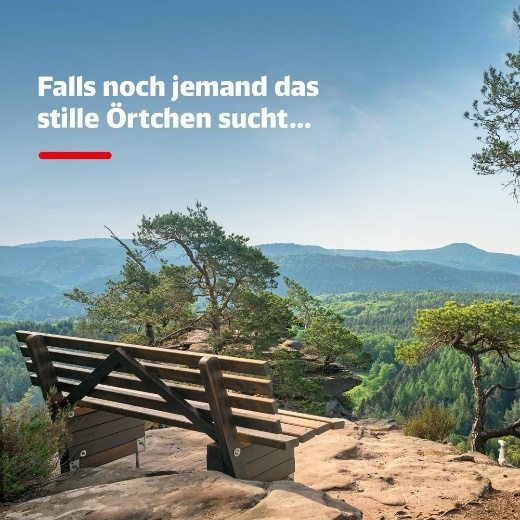 Falls noch jemand das
stille Örtchen sucht...